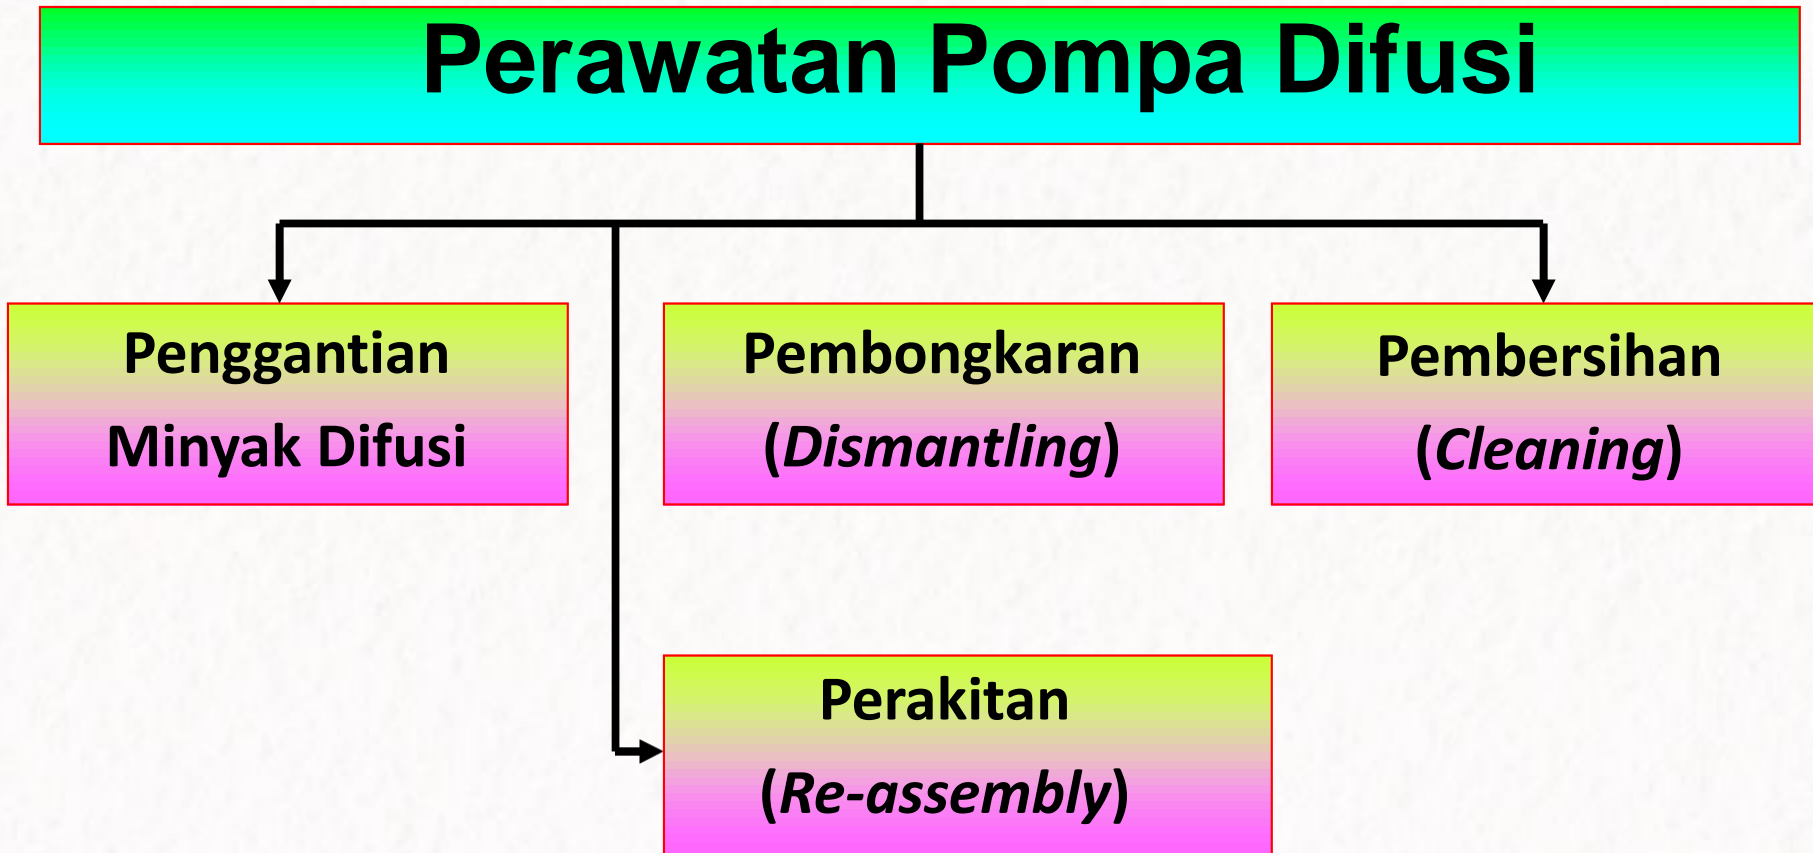 Perawatan Pompa Difusi
Penggantian
Minyak Difusi
Pembongkaran
(Dismantling)
Pembersihan
(Cleaning)
Perakitan
(Re-assembly)